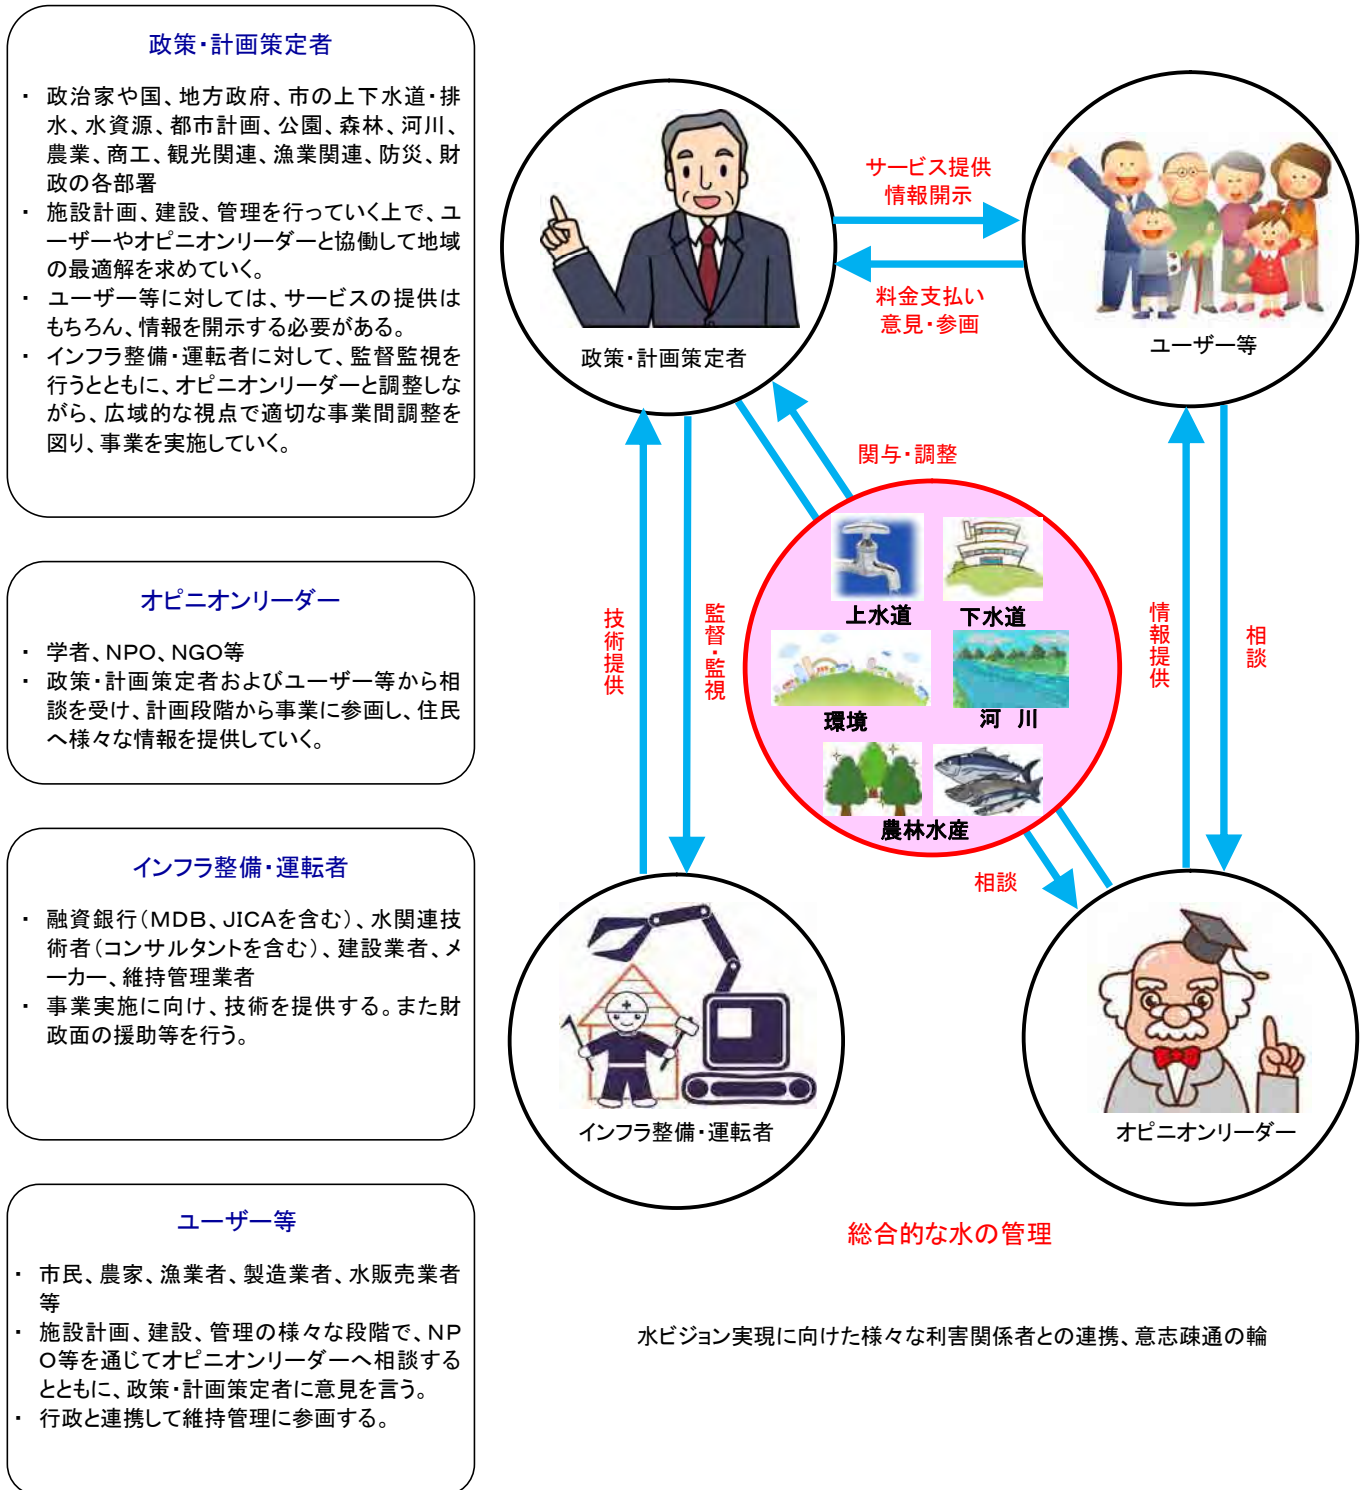 政策・計画策定者
・ 政治家や国、地方政府、市の上下水道・排
水、水資源、都市計画、公園、森林、河川、
農業、商工、観光関連、漁業関連、防災、財
政の各部署
・ 施設計画、建設、管理を行っていく上で、ユ
ーザーやオピニオンリーダーと協働して地域
の最適解を求めていく。
・ ユーザー等に対しては、サービスの提供は
もちろん、情報を開示する必要がある。
・ インフラ整備・運転者に対して、監督監視を
行うとともに、オピニオンリーダーと調整しな
がら、広域的な視点で適切な事業間調整を
図り、事業を実施していく。
オピニオンリーダー
・ 学者、NPO、NGO等
・ 政策・計画策定者およびユーザー等から相
談を受け、計画段階から事業に参画し、住民
へ様々な情報を提供していく。
インフラ整備・運転者
・ 融資銀行(MDB、JICAを含む)、水関連技
術者(コンサルタントを含む)、建設業者、メ
ーカー、維持管理業者
・ 事業実施に向け、技術を提供する。また財
政面の援助等を行う。
ユーザー等
・ 市民、農家、漁業者、製造業者、水販売業者
等
・ 施設計画、建設、管理の様々な段階で、NP
O等を通じてオピニオンリーダーへ相談する
とともに、政策・計画策定者に意見を言う。
・ 行政と連携して維持管理に参画する。
政策・計画策定者
サービス提供
情報開示
料金支払い
意見・参画
ユーザー等
関与・調整
上水道
下水道
環境
河 川
農林水産
技術提供
監督・監視
情報提供
相談
相談
インフラ整備・運転者
オピニオンリーダー
総合的な水の管理
水ビジョン実現に向けた様々な利害関係者との連携、意志疎通の輪